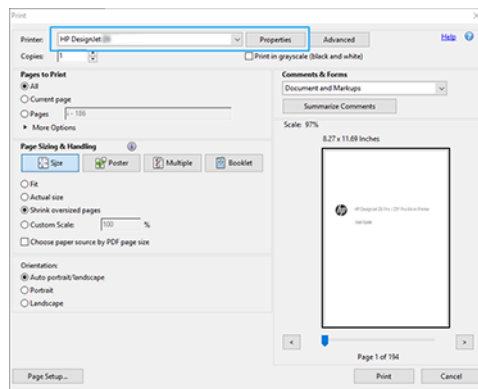 Print
Printer: HP DesignJet Properties Advanced Help
Copies: 1 Print in grayscale (black and white)
Pages to Print
All
Current page
Pages 1 - 186
More Options
Page Sizing & Handling
Size Poster Multiple Booklet
Fit
Actual size
Shrink oversized pages
Custom Scale: 100 %
Choose paper source by PDF page size
Orientation:
Auto portrait/landscape
Portrait
Landscape
Comments & Forms
Document and Markups
Summarize Comments
Scale: 97%
8.27 x 11.69 Inches
hp
User Guide
< >
Page 1 of 194
Page Setup... Print Cancel